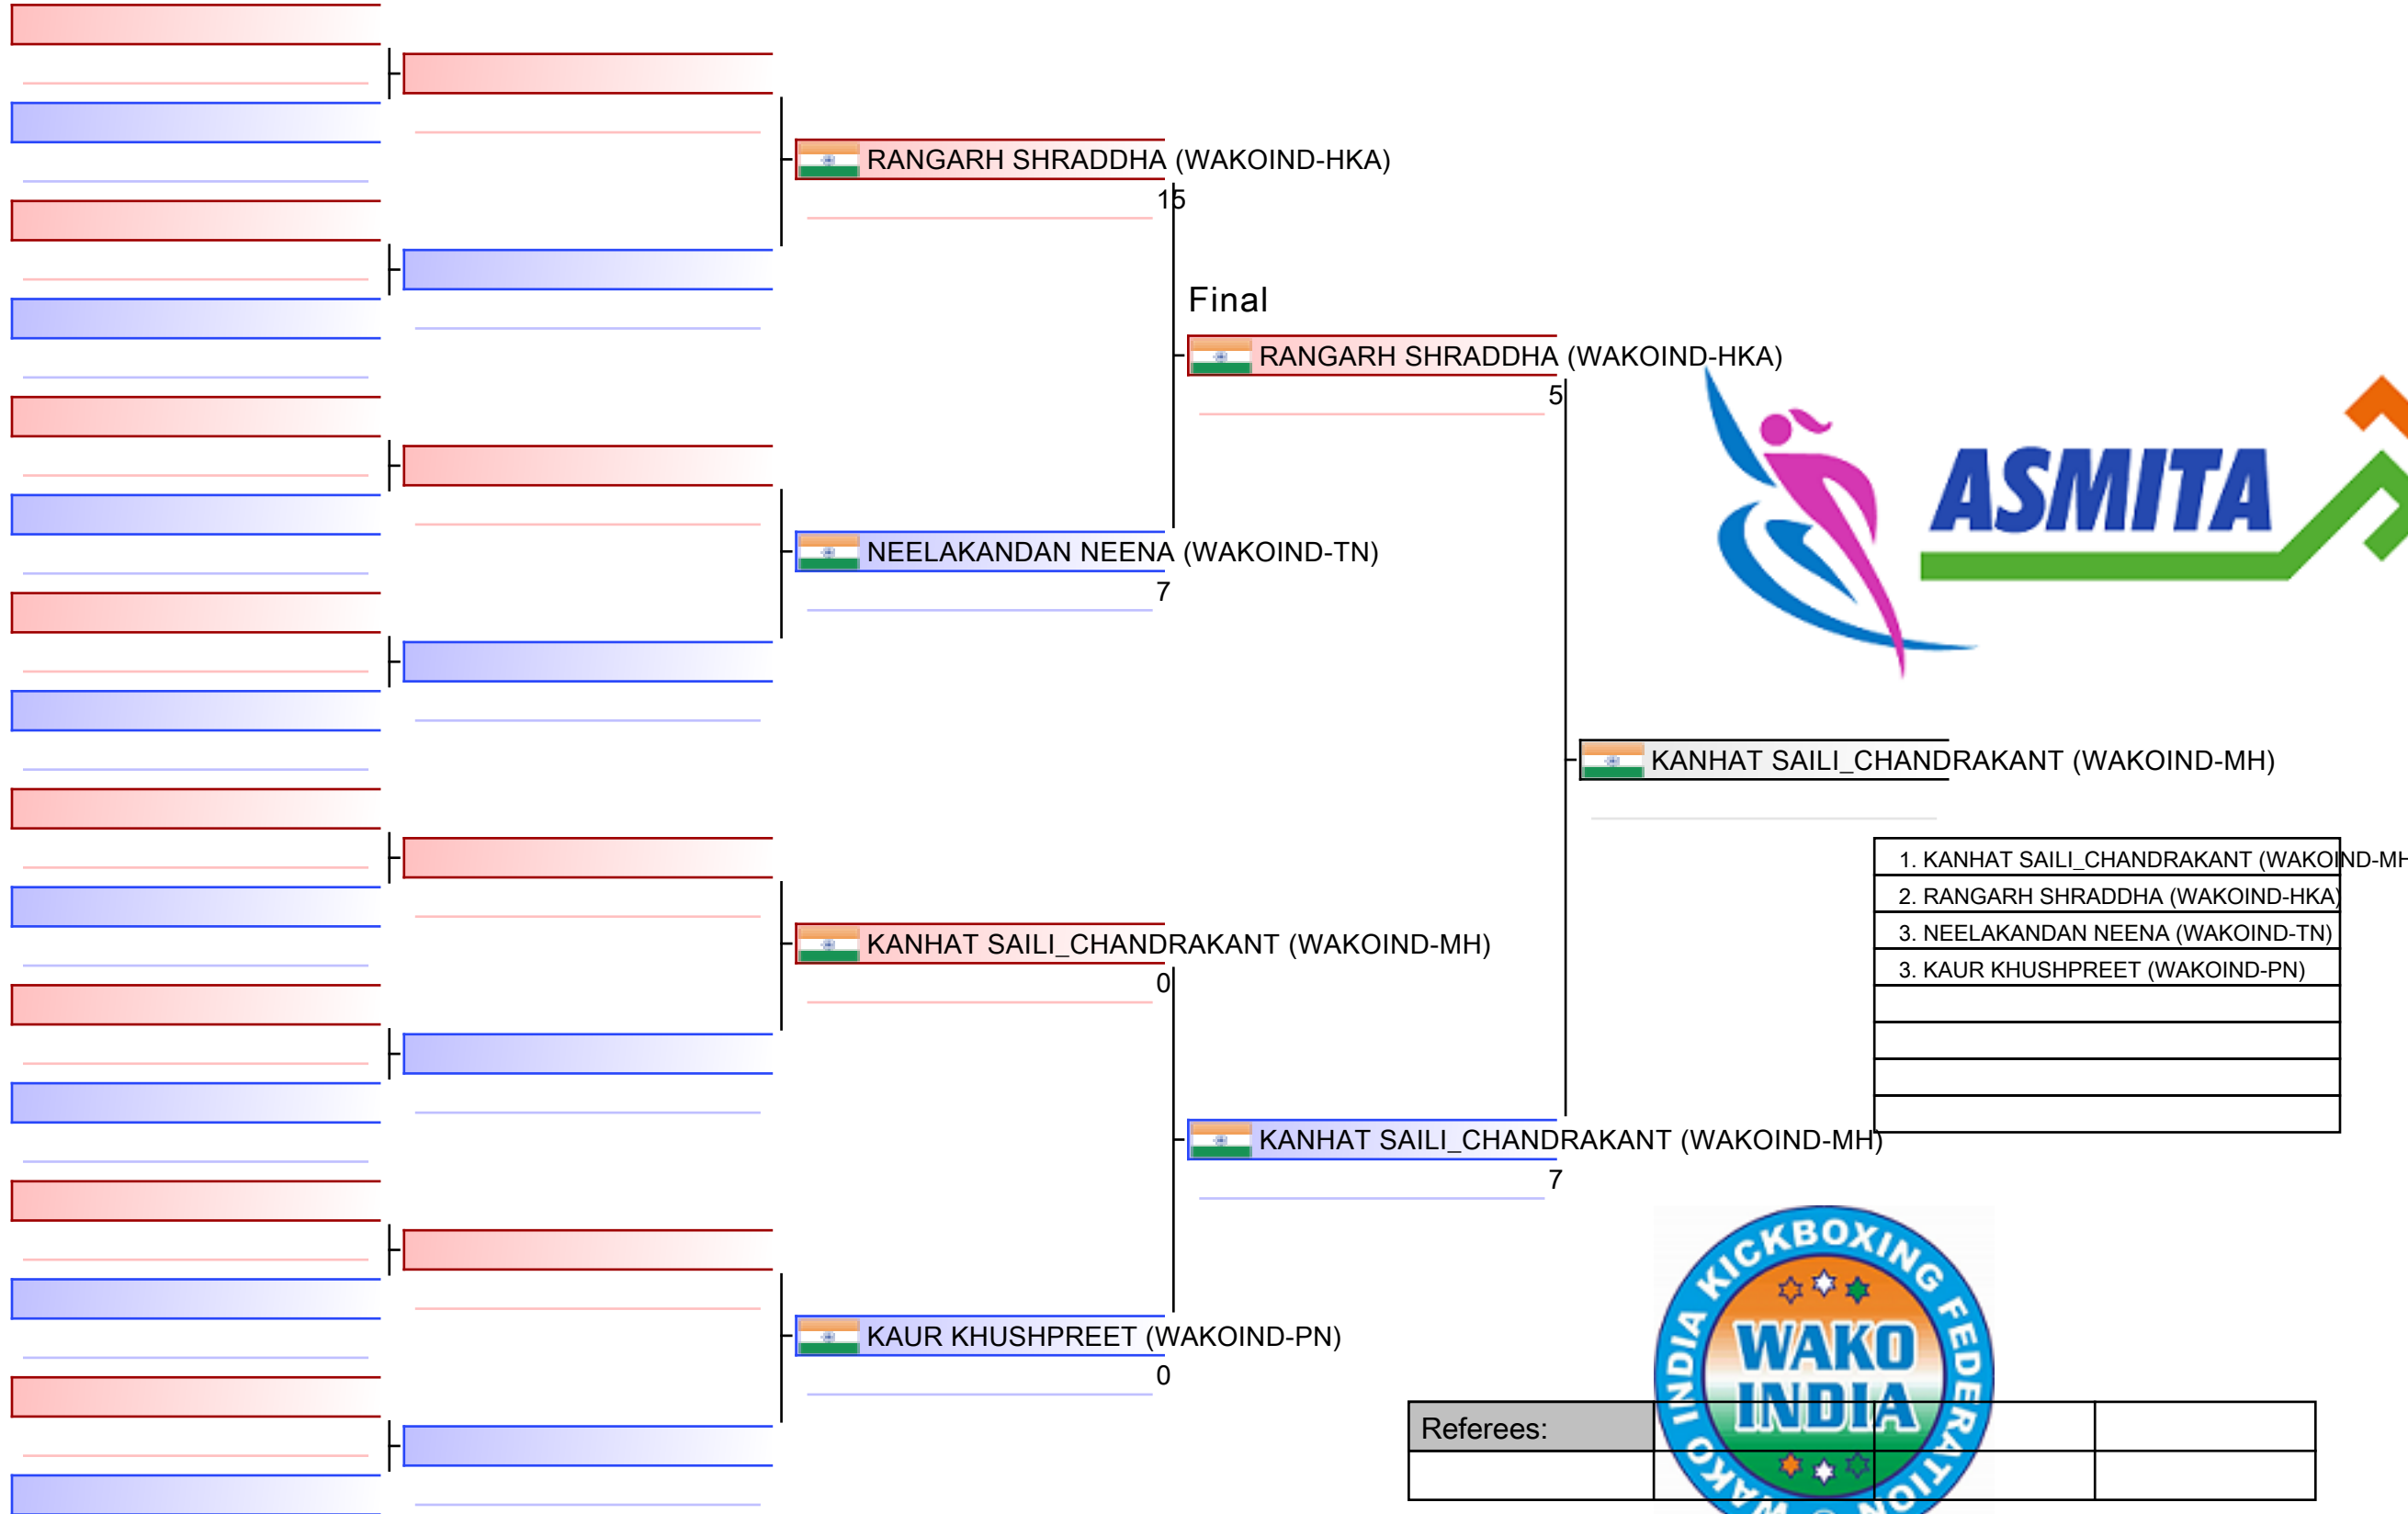 RANGARH SHRADDHA (WAKOIND-HKA)
15
Final
RANGARH SHRADDHA (WAKOIND-HKA)
5
ASMITA
NEELAKANDAN NEENA (WAKOIND-TN)
7
KANHAT SAILI_CHANDRAKANT (WAKOIND-MH)
1. KANHAT SAILI_CHANDRAKANT (WAKOIND-MH
2. RANGARH SHRADDHA (WAKOIND-HKA)
3. NEELAKANDAN NEENA (WAKOIND-TN)
3. KAUR KHUSHPREET (WAKOIND-PN)
KANHAT SAILI_CHANDRAKANT (WAKOIND-MH)
0
KANHAT SAILI_CHANDRAKANT (WAKOIND-MH)
7
KAUR KHUSHPREET (WAKOIND-PN)
0
WAKO INDIA KICKBOXING FEDERATION
WAKO
INDIA
Referees: